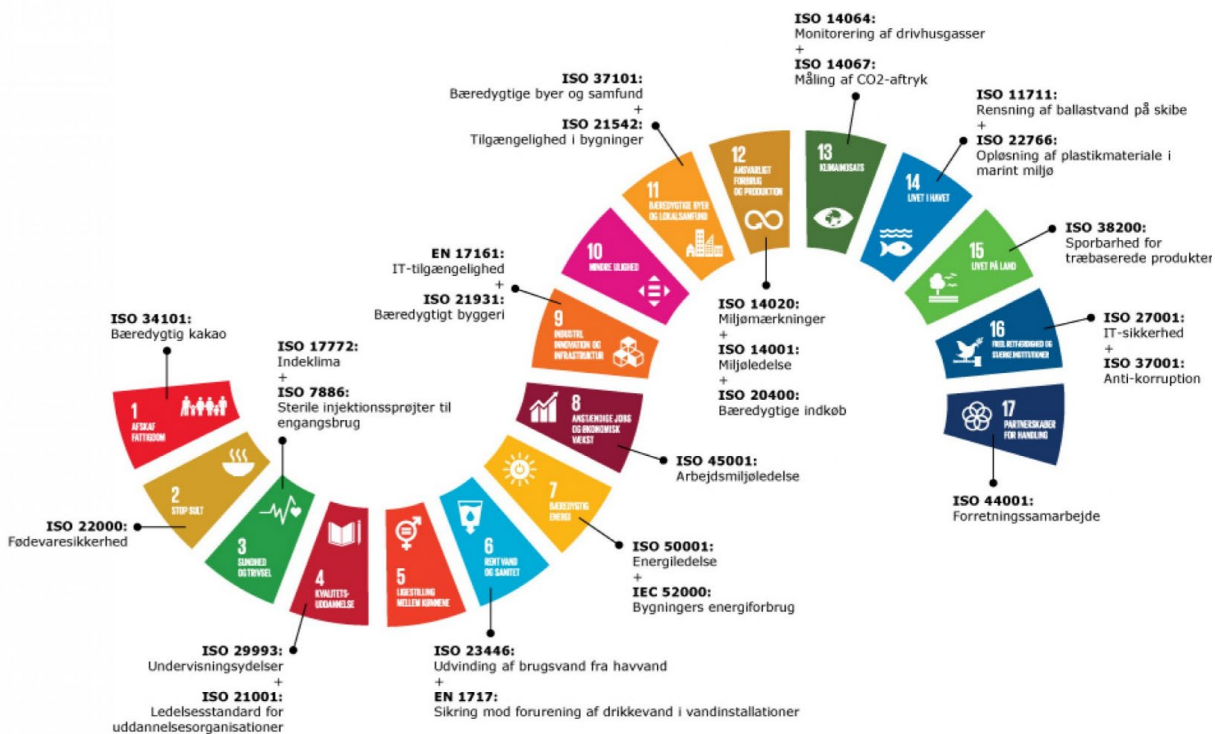 ISO 34101:
Bæredygtig kakao
1
AFSKAF
FATTIGDOM
2
STOP SULT
ISO 22000:
Fødevaresikkerhed
3
SUNDHED
OG TRIVSEL
ISO 17772:
Indeklima
+
ISO 7886:
Sterile injektionssprøjter til
engangsbrug
4
KVALITETS-
UDDANNELSE
ISO 29993:
Undervisningsydelser
+
ISO 21001:
Ledelsesstandard for
uddannelsesorganisationer
5
LIGESTILLING
MELLEM KØNNENE
6
RENT VAND
OG SANITET
ISO 23446:
Udvinding af brugsvand fra havvand
+
EN 1717:
Sikring mod forurening af drikkevand i vandinstallationer
7
BÆREDYGTIG
ENERGI
ISO 50001:
Energiledelse
+
IEC 52000:
Bygningers energiforbrug
8
ANSTÆNDIGE JOBS
OG ØKONOMISK
VÆKST
ISO 45001:
Arbejdsmiljøledelse
9
INDUSTRI,
INNOVATION OG
INFRASTRUKTUR
EN 17161:
IT-tilgængelighed
+
ISO 21931:
Bæredygtigt byggeri
10
MINDRE ULIGHED
11
BÆREDYGTIGE BYER
OG LOKALSAMFUND
ISO 37101:
Bæredygtige byer og samfund
+
ISO 21542:
Tilgængelighed i bygninger
12
ANSVARLIGT
FORBRUG
OG PRODUKTION
ISO 14020:
Miljømærkninger
+
ISO 14001:
Miljøledelse
+
ISO 20400:
Bæredygtige indkøb
13
KLIMAINDSATS
ISO 14064:
Monitorering af drivhusgasser
+
ISO 14067:
Måling af CO2-aftryk
14
LIVET I HAVET
ISO 11711:
Rensning af ballastvand på skibe
+
ISO 22766:
Opløsning af plastikmateriale i
marint miljø
15
LIVET PÅ LAND
ISO 38200:
Sporbarhed for
træbaserede produkter
16
FRED, RETFÆRDIGHED OG
STÆRKE INSTITUTIONER
ISO 27001:
IT-sikkerhed
+
ISO 37001:
Anti-korruption
17
PARTNERSKABER
FOR HANDLING
ISO 44001:
Forretningssamarbejde